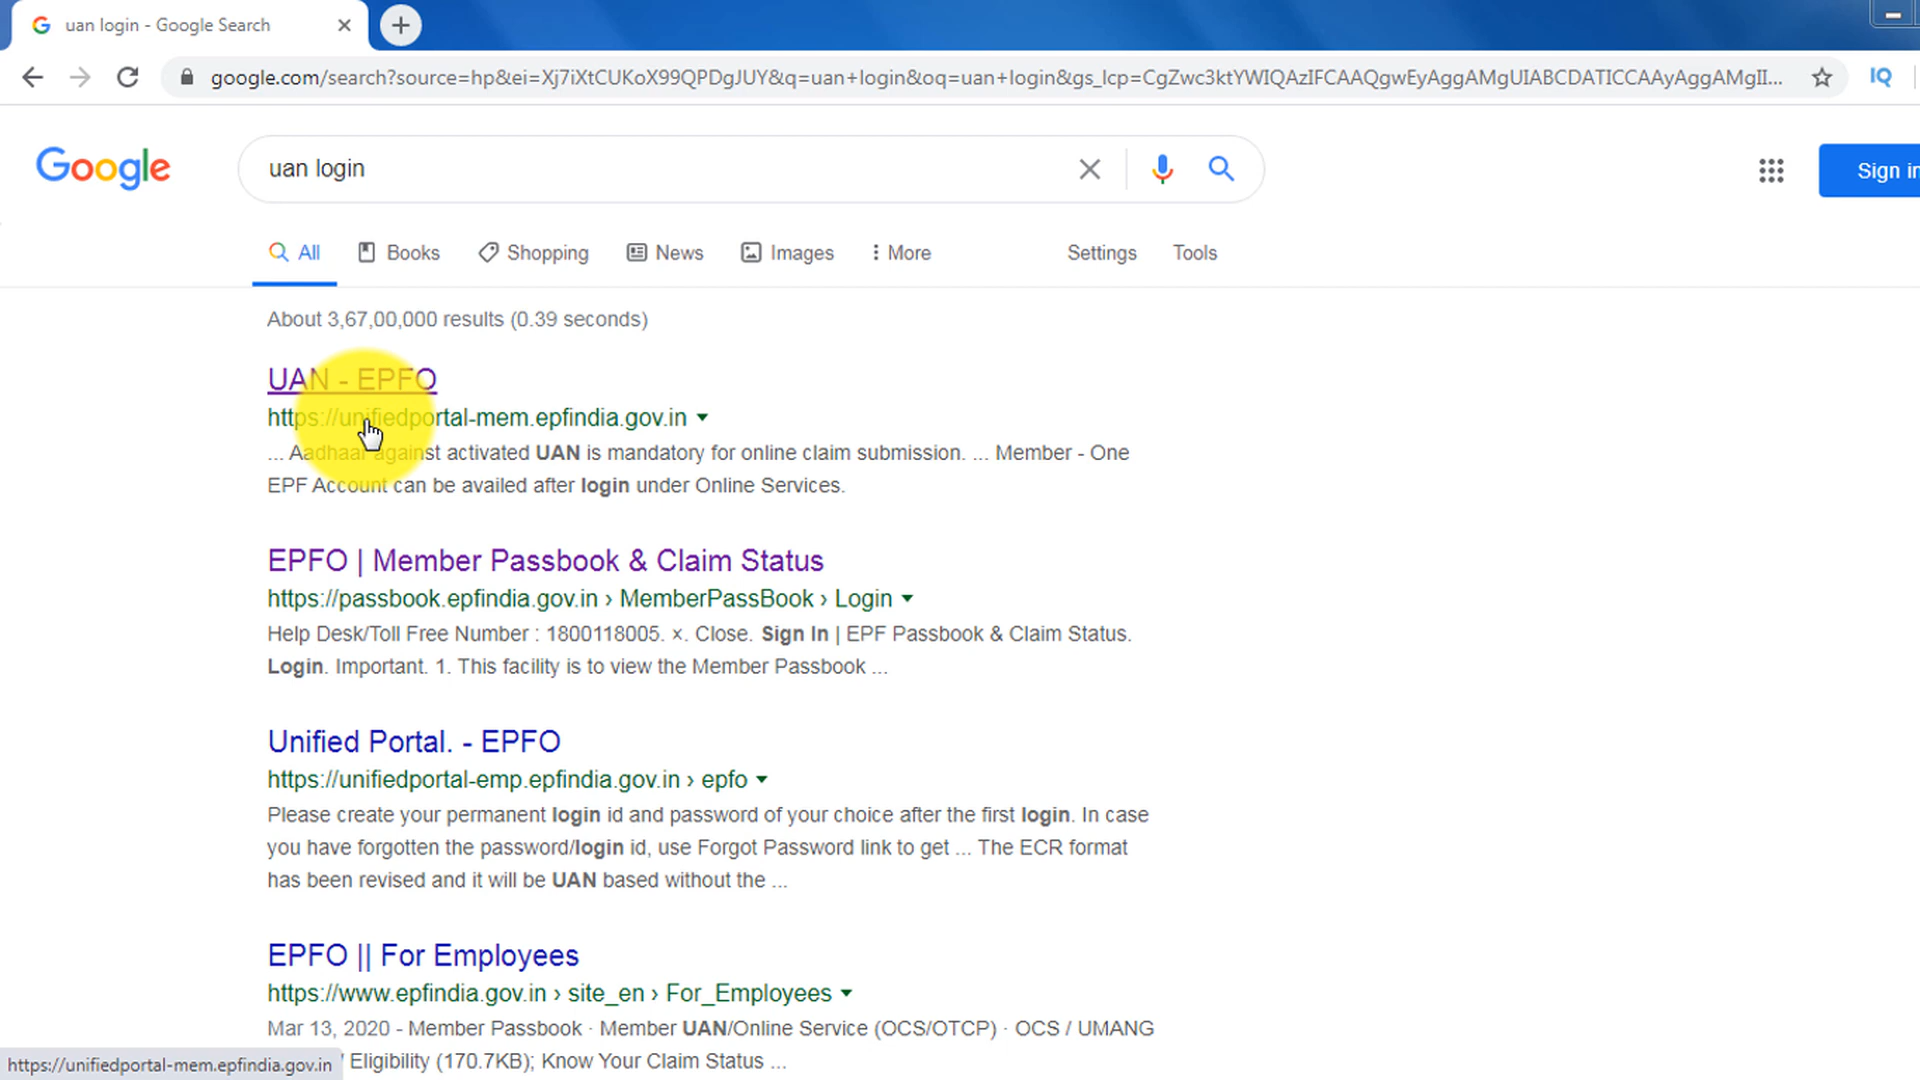 uan login - Google Search
google.com/search?source=hp&ei=Xj7iXtCUKoX99QPDgJUY&q=uan+login&oq=uan+login&gs_lcp=CgZwc3ktYWIQAzIFCAAQgwEyAggAMgUIABCDATICCAAyAggAMgII...
IQ
Google
uan login
Sign in
All Books Shopping News Images More Settings Tools
About 3,67,00,000 results (0.39 seconds)
UAN - EPFO
https://unifiedportal-mem.epfindia.gov.in
... Aadhaar against activated UAN is mandatory for online claim submission. ... Member - One
EPF Account can be availed after login under Online Services.
EPFO | Member Passbook & Claim Status
https://passbook.epfindia.gov.in › MemberPassBook › Login
Help Desk/Toll Free Number : 1800118005. ×. Close. Sign In | EPF Passbook & Claim Status.
Login. Important. 1. This facility is to view the Member Passbook ...
Unified Portal. - EPFO
https://unifiedportal-emp.epfindia.gov.in › epfo
Please create your permanent login id and password of your choice after the first login. In case
you have forgotten the password/login id, use Forgot Password link to get ... The ECR format
has been revised and it will be UAN based without the ...
EPFO || For Employees
https://www.epfindia.gov.in › site_en › For_Employees
Mar 13, 2020 - Member Passbook · Member UAN/Online Service (OCS/OTCP) · OCS / UMANG
/ Eligibility (170.7KB); Know Your Claim Status ...
https://unifiedportal-mem.epfindia.gov.in